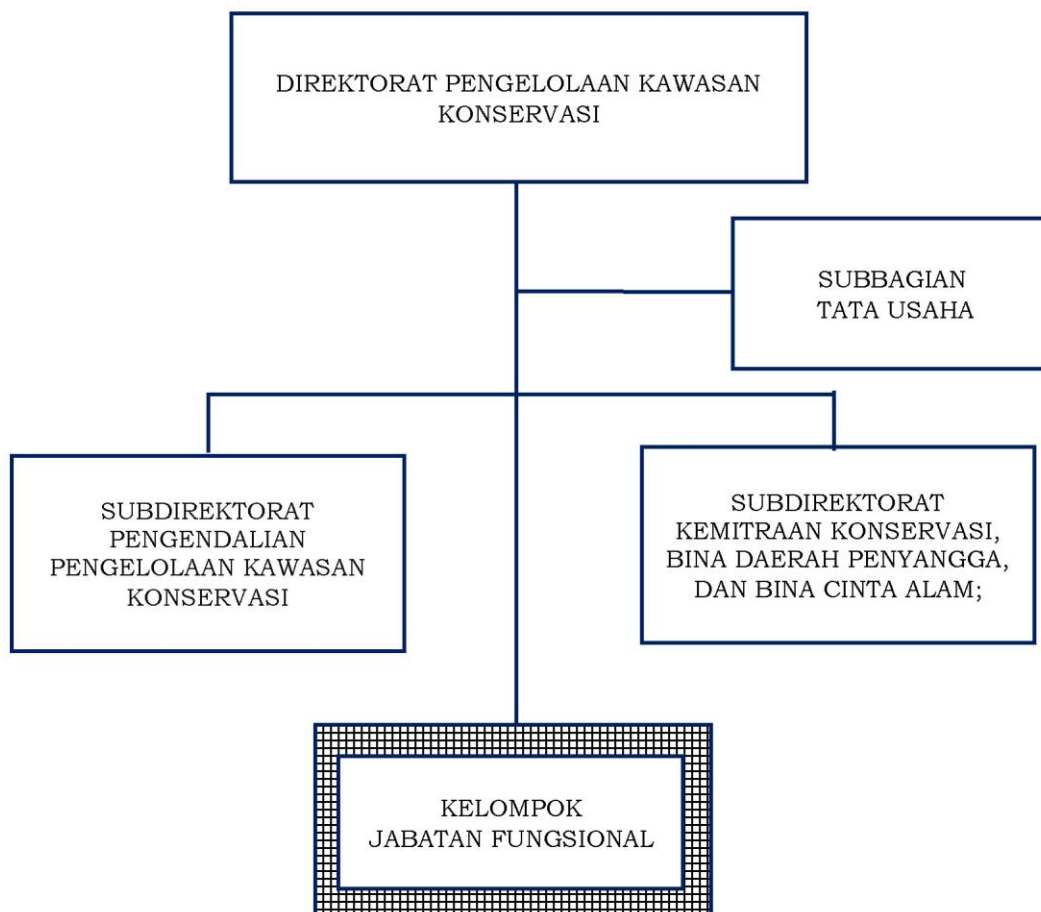 DIREKTORAT PENGELOLAAN KAWASAN
KONSERVASI
SUBBAGIAN
TATA USAHA
SUBDIREKTORAT
PENGENDALIAN
PENGELOLAAN KAWASAN
KONSERVASI
SUBDIREKTORAT
KEMITRAAN KONSERVASI,
BINA DAERAH PENYANGGA,
DAN BINA CINTA ALAM;
KELOMPOK
JABATAN FUNGSIONAL